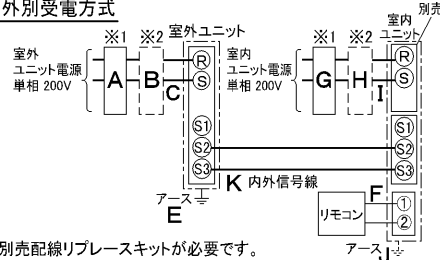 外別受電方式
別売
※1 ※2 室外ユニット ※1 ※2 室内ユニット
室外
ユニット電源
単相 200V
A B C
R
S
S1
S2
S3
室内
ユニット電源
単相 200V
G H I
R
S
S1
S2
S3
K 内外信号線
アース
E
リモコン
F
①
②
アース J
別売配線リプレースキットが必要です。